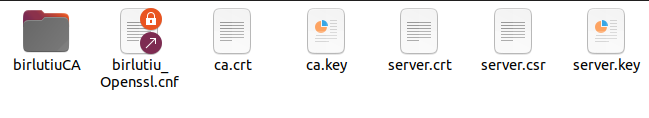 birlutiuCA
birlutiu_
Openssl.cnf
ca.crt
ca.key
server.crt
server.csr
server.key